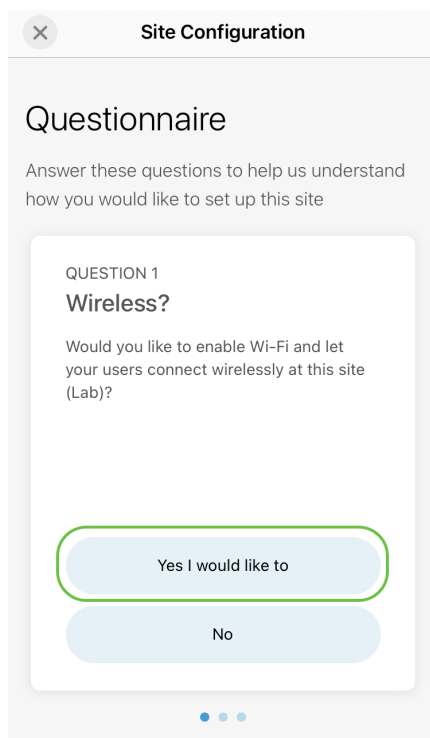 Site Configuration
Questionnaire
Answer these questions to help us understand
how you would like to set up this site
QUESTION 1
Wireless?
Would you like to enable Wi-Fi and let
your users connect wirelessly at this site
(Lab)?
Yes I would like to
No